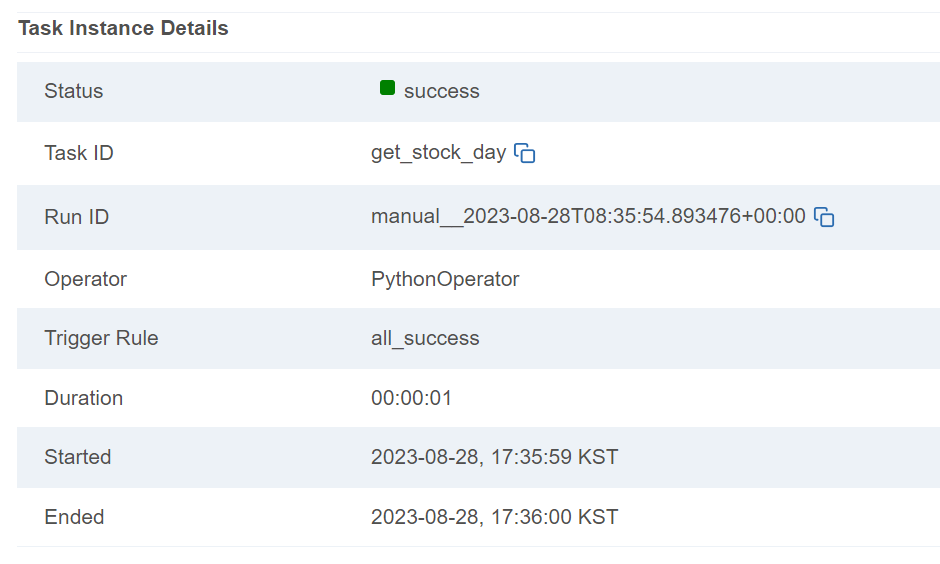 Task Instance Details
Status success
Task ID get_stock_day
Run ID manual__2023-08-28T08:35:54.893476+00:00
Operator PythonOperator
Trigger Rule all_success
Duration 00:00:01
Started 2023-08-28, 17:35:59 KST
Ended 2023-08-28, 17:36:00 KST